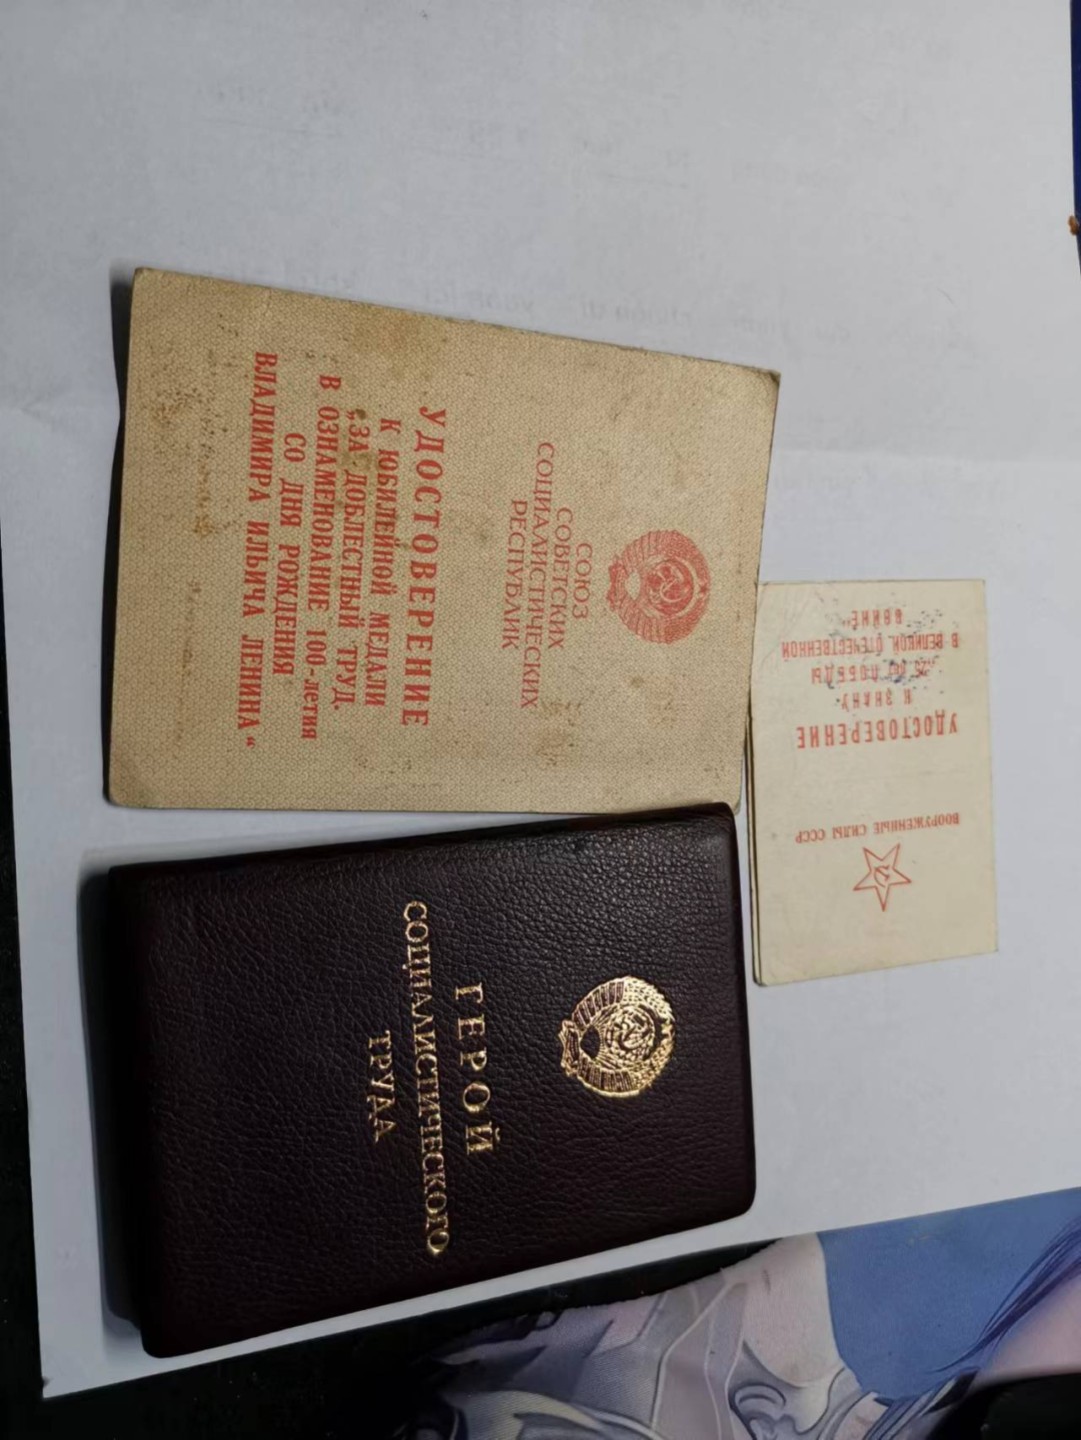 СОЮЗ
СОВЕТСКИХ
СОЦИАЛИСТИЧЕСКИХ
РЕСПУБЛИК
УДОСТОВЕРЕНИЕ
К ЮБИЛЕЙНОЙ МЕДАЛИ
„ЗА ДОБЛЕСТНЫЙ ТРУД.
В ОЗНАМЕНОВАНИЕ 100-летия
СО ДНЯ РОЖДЕНИЯ
ВЛАДИМИРА ИЛЬИЧА ЛЕНИНА“
ВООРУЖЕННЫЕ СИЛЫ СССР
УДОСТОВЕРЕНИЕ
К ЗНАКУ
ПОБЕДЫ
В ВЕЛИКОЙ ОТЕЧЕСТВЕННОЙ
ВОЙНЕ“
ГЕРОЙ
СОЦИАЛИСТИЧЕСКОГО
ТРУДА